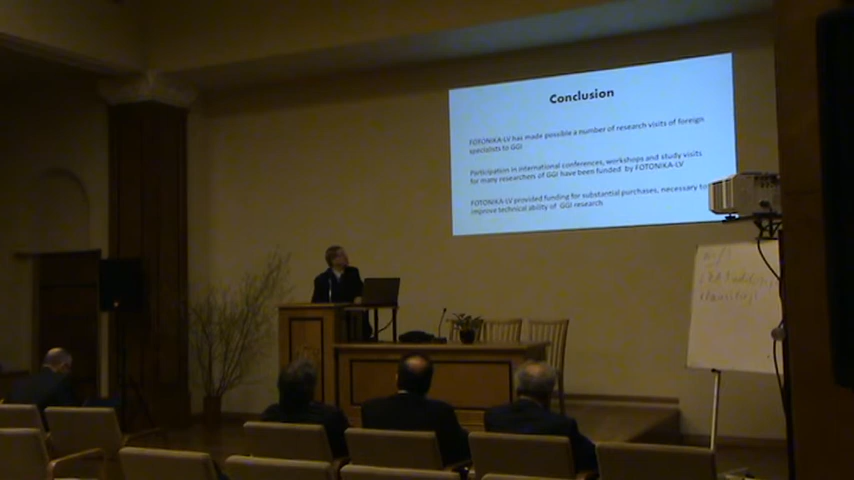 Conclusion
FOTONIKA-LV has made possible a number of research visits of foreign
specialists to GGI
Participation in international conferences, workshops and study visits
for many researchers of GGI have been funded by FOTONIKA-LV
FOTONIKA-LV provided funding for substantial purchases, necessary to
improve technical ability of GGI research